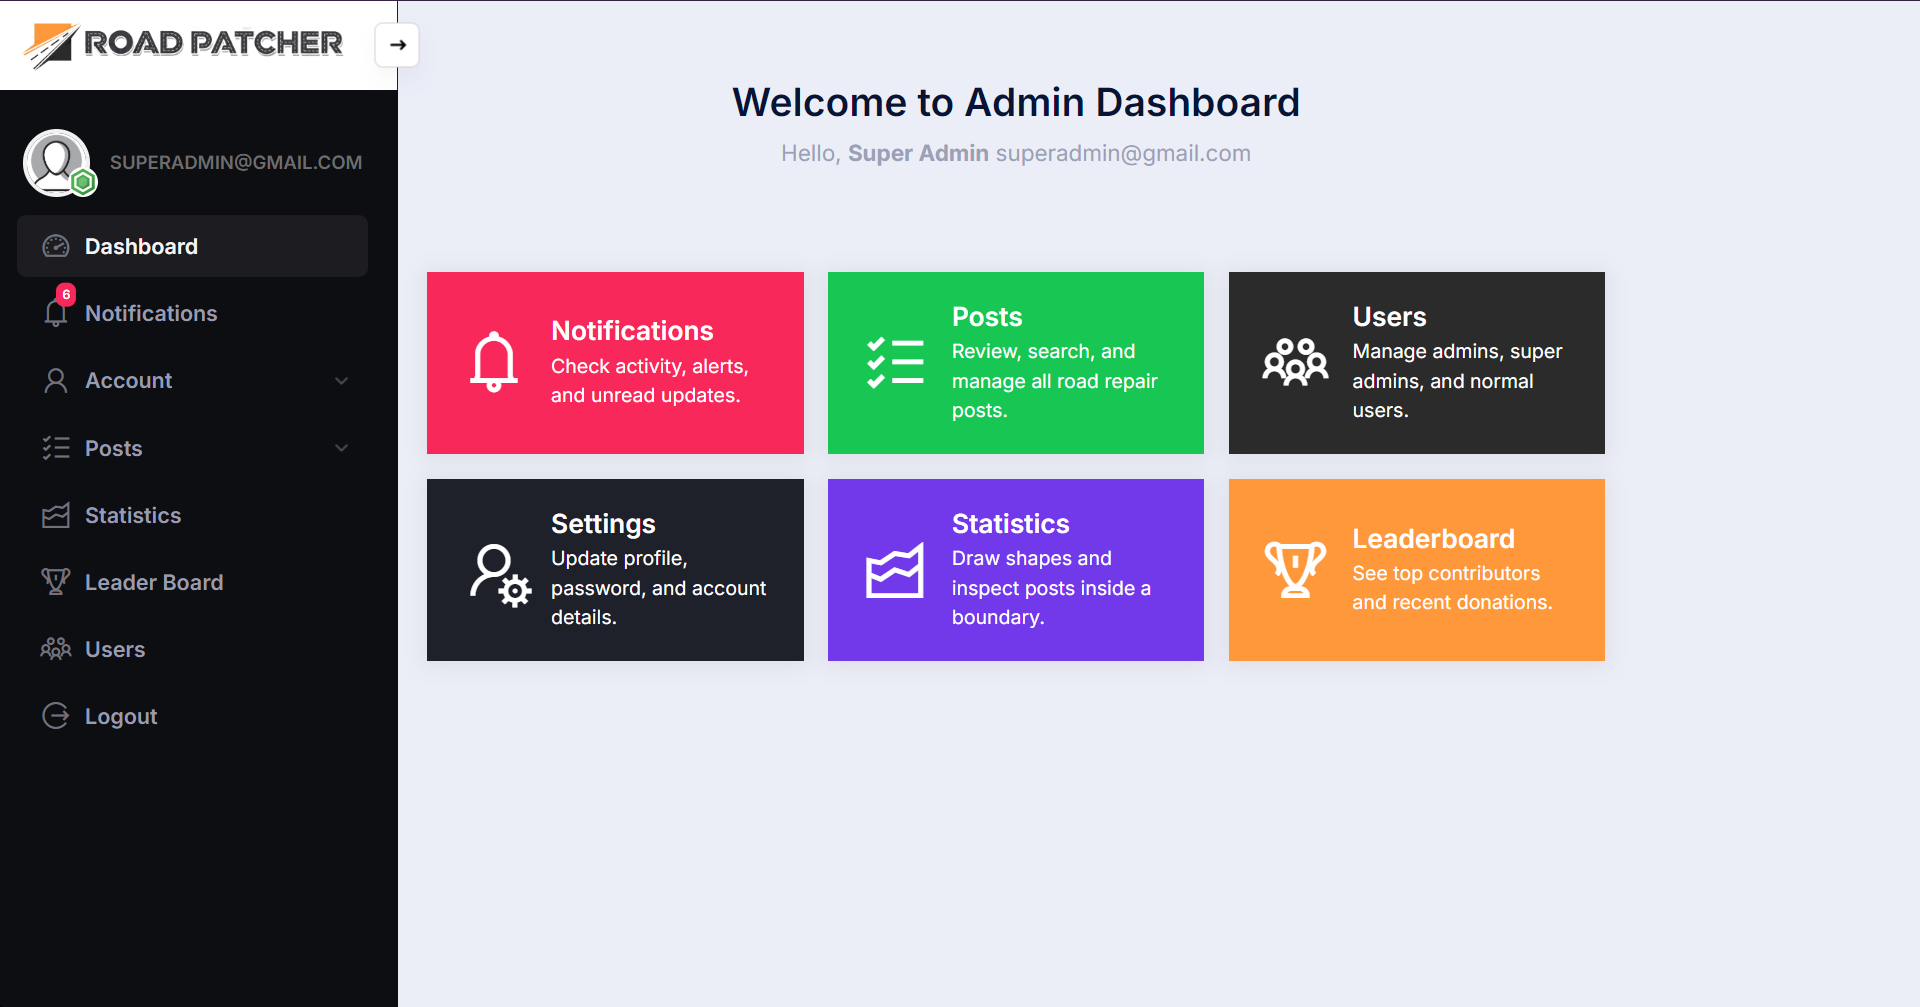 ROAD PATCHER
SUPERADMIN@GMAIL.COM
Dashboard
6
Notifications
Account
Posts
Statistics
Leader Board
Users
Logout
Welcome to Admin Dashboard
Hello, Super Admin superadmin@gmail.com
Notifications
Check activity, alerts,
and unread updates.
Posts
Review, search, and
manage all road repair
posts.
Users
Manage admins, super
admins, and normal
users.
Settings
Update profile,
password, and account
details.
Statistics
Draw shapes and
inspect posts inside a
boundary.
Leaderboard
See top contributors
and recent donations.